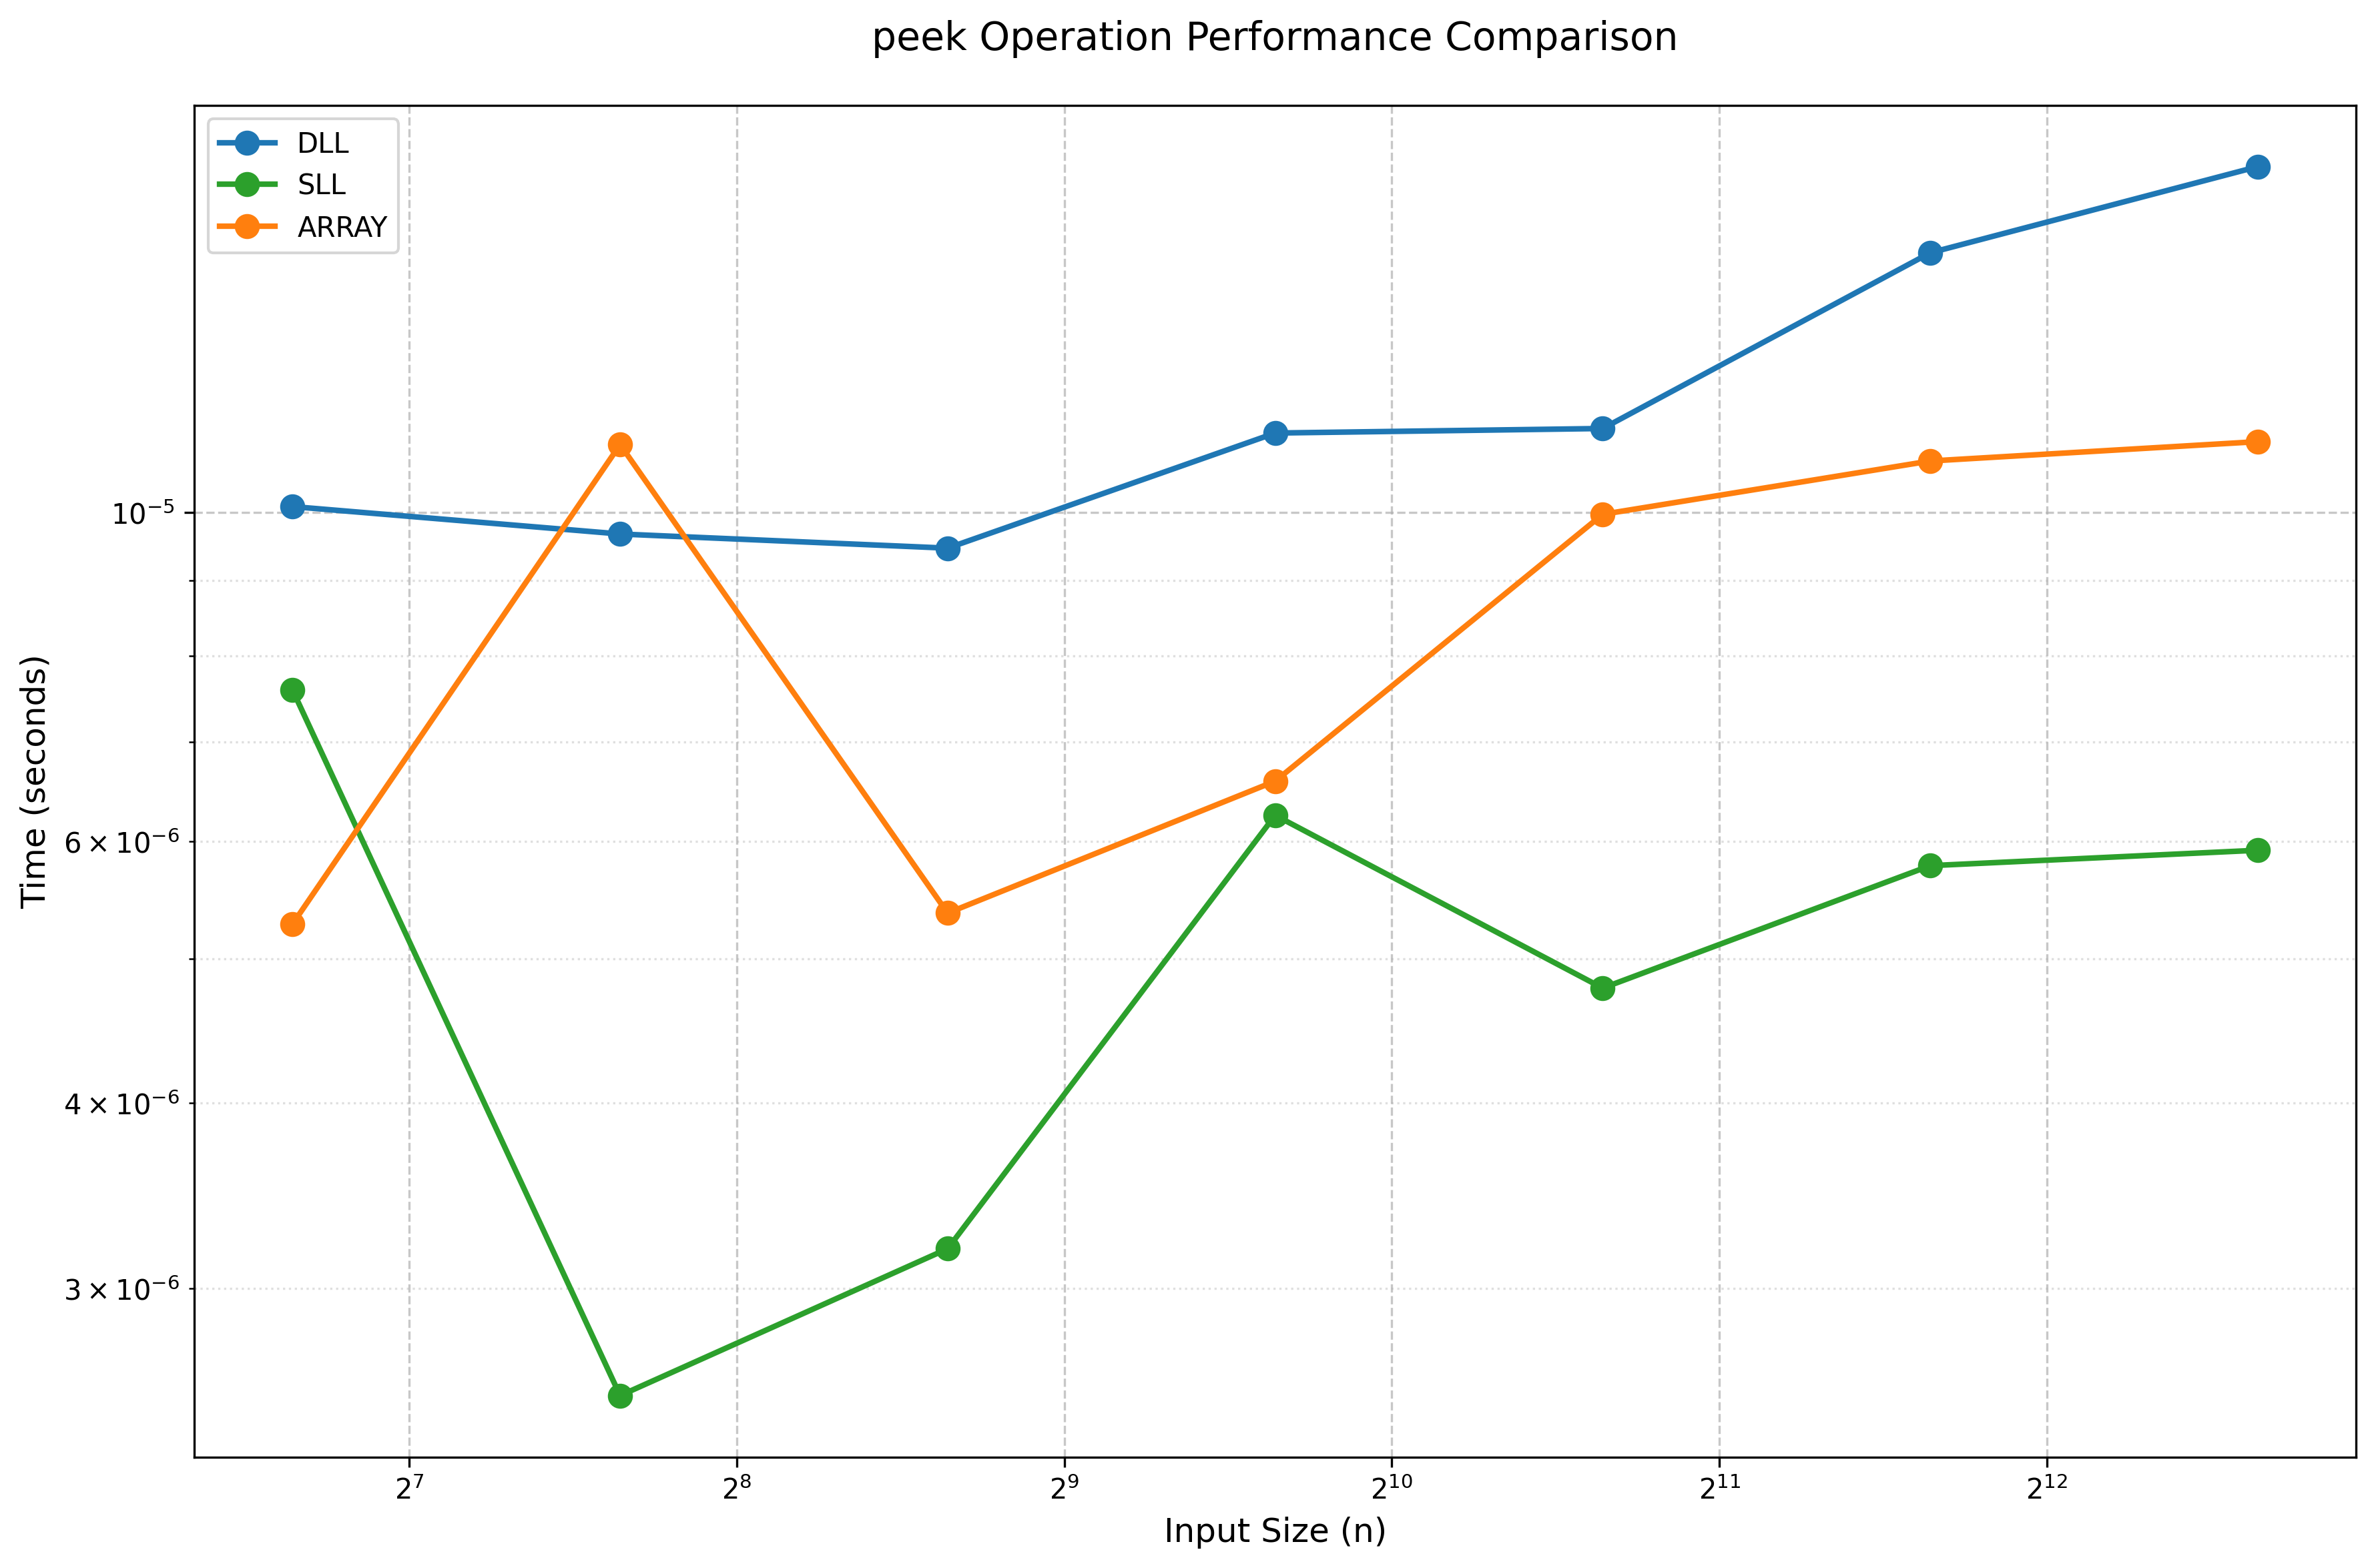 peek Operation Performance Comparison
DLL
SLL
ARRAY
10⁻⁵
6 × 10⁻⁶
4 × 10⁻⁶
3 × 10⁻⁶
Time (seconds)
2⁷ 2⁸ 2⁹ 2¹⁰ 2¹¹ 2¹²
Input Size (n)